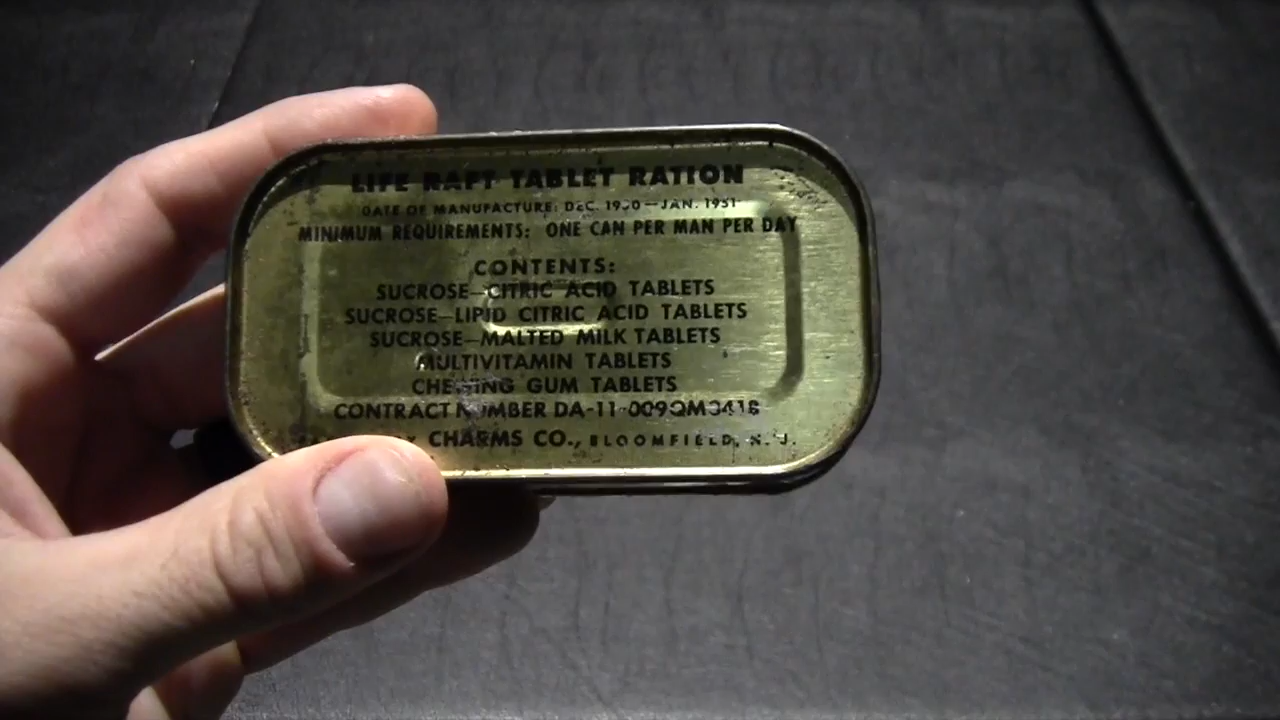 LIFE RAFT TABLET RATION
DATE OF MANUFACTURE: DEC. 1950—JAN. 1951
MINIMUM REQUIREMENTS: ONE CAN PER MAN PER DAY
CONTENTS:
SUCROSE—CITRIC ACID TABLETS
SUCROSE—LIPID CITRIC ACID TABLETS
SUCROSE—MALTED MILK TABLETS
MULTIVITAMIN TABLETS
CHEWING GUM TABLETS
CONTRACT NUMBER DA-11-009QM
CHARMS CO., BLOOMFIELD, N. J.